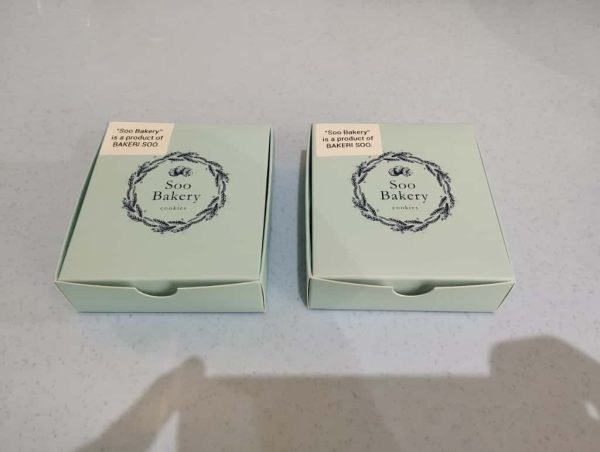 "Soo Bakery"
is a product of
BAKERI SOO.
Soo
Bakery
cookies
"Soo Bakery"
is a product of
BAKERI SOO.
Soo
Bakery
cookies